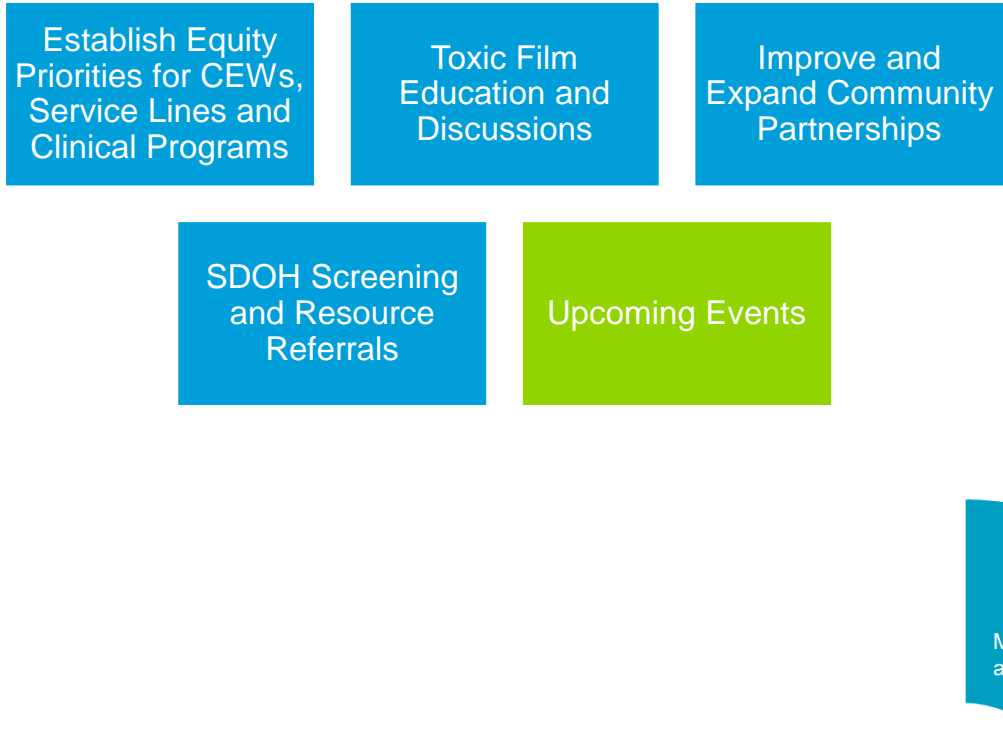 Establish Equity
Priorities for CEWs,
Service Lines and
Clinical Programs
Toxic Film
Education and
Discussions
Improve and
Expand Community
Partnerships
SDOH Screening
and Resource
Referrals
Upcoming Events